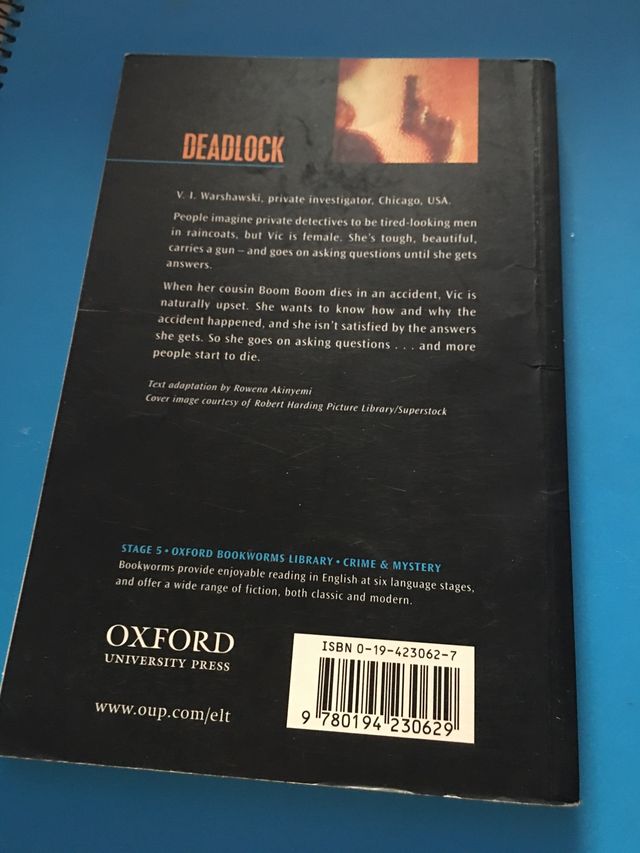 DEADLOCK
V. I. Warshawski, private investigator, Chicago, USA.
People imagine private detectives to be tired-looking men
in raincoats, but Vic is female. She's tough, beautiful,
carries a gun – and goes on asking questions until she gets
answers.
When her cousin Boom Boom dies in an accident, Vic is
naturally upset. She wants to know how and why the
accident happened, and she isn't satisfied by the answers
she gets. So she goes on asking questions . . . and more
people start to die.
Text adaptation by Rowena Akinyemi
Cover image courtesy of Robert Harding Picture Library/Superstock
STAGE 5 • OXFORD BOOKWORMS LIBRARY • CRIME & MYSTERY
Bookworms provide enjoyable reading in English at six language stages,
and offer a wide range of fiction, both classic and modern.
OXFORD
UNIVERSITY PRESS
www.oup.com/elt
ISBN 0-19-423062-7
9 780194 230629